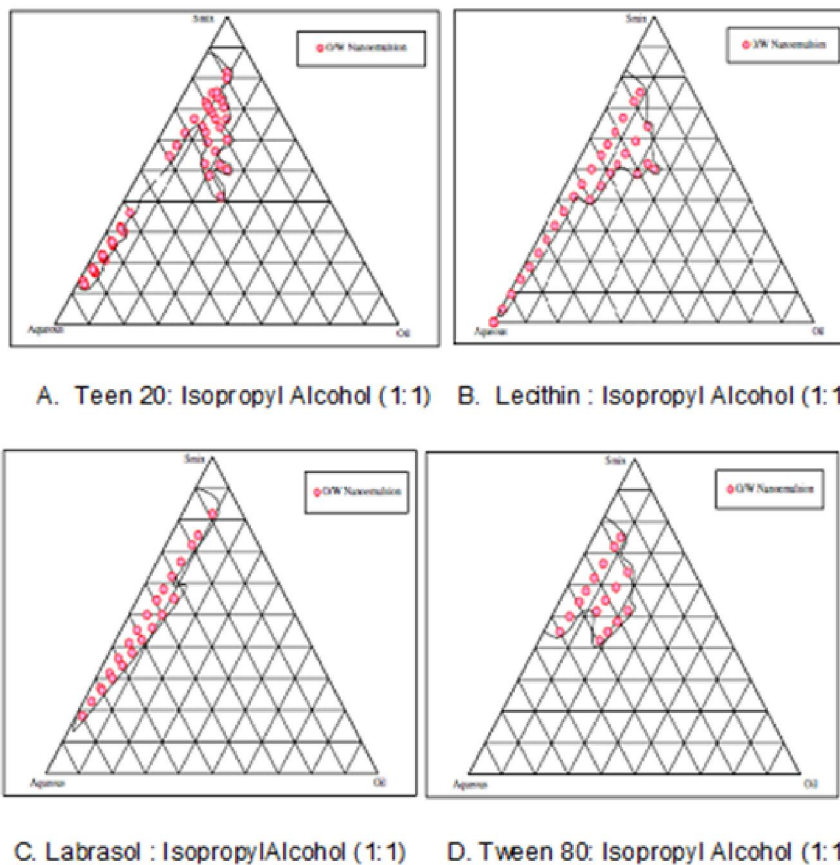 Smix
O/W Nanoemulsion
Aqueous
Oil
Smix
O/W Nanoemulsion
Aqueous
Oil
A. Teen 20: Isopropyl Alcohol (1:1)
B. Lecithin : Isopropyl Alcohol (1:1
Smix
O/W Nanoemulsion
Aqueous
Oil
Smix
O/W Nanoemulsion
Aqueous
Oil
C. Labrasol : IsopropylAlcohol (1:1)
D. Tween 80: Isopropyl Alcohol (1: